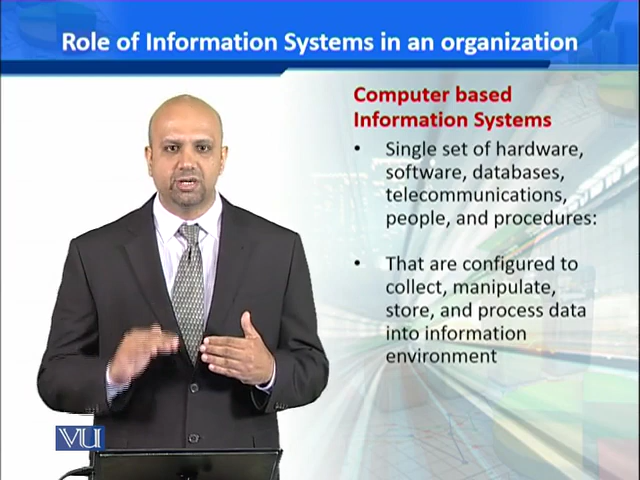 Role of Information Systems in an organization
Computer based
Information Systems
• Single set of hardware,
software, databases,
telecommunications,
people, and procedures:
• That are configured to
collect, manipulate,
store, and process data
into information
environment
VU